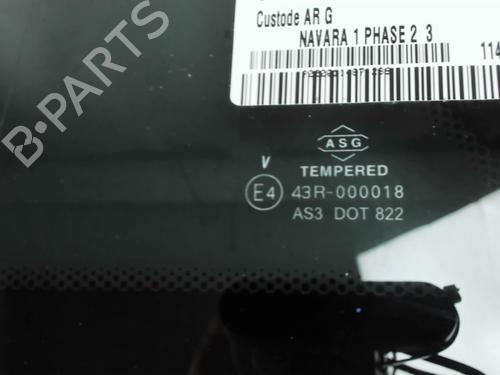 Custode AR G
NAVARA 1 PHASE 2 3
114
B-PARTS
ASG
TEMPERED
V
E4 43R-000018
AS3 DOT 822